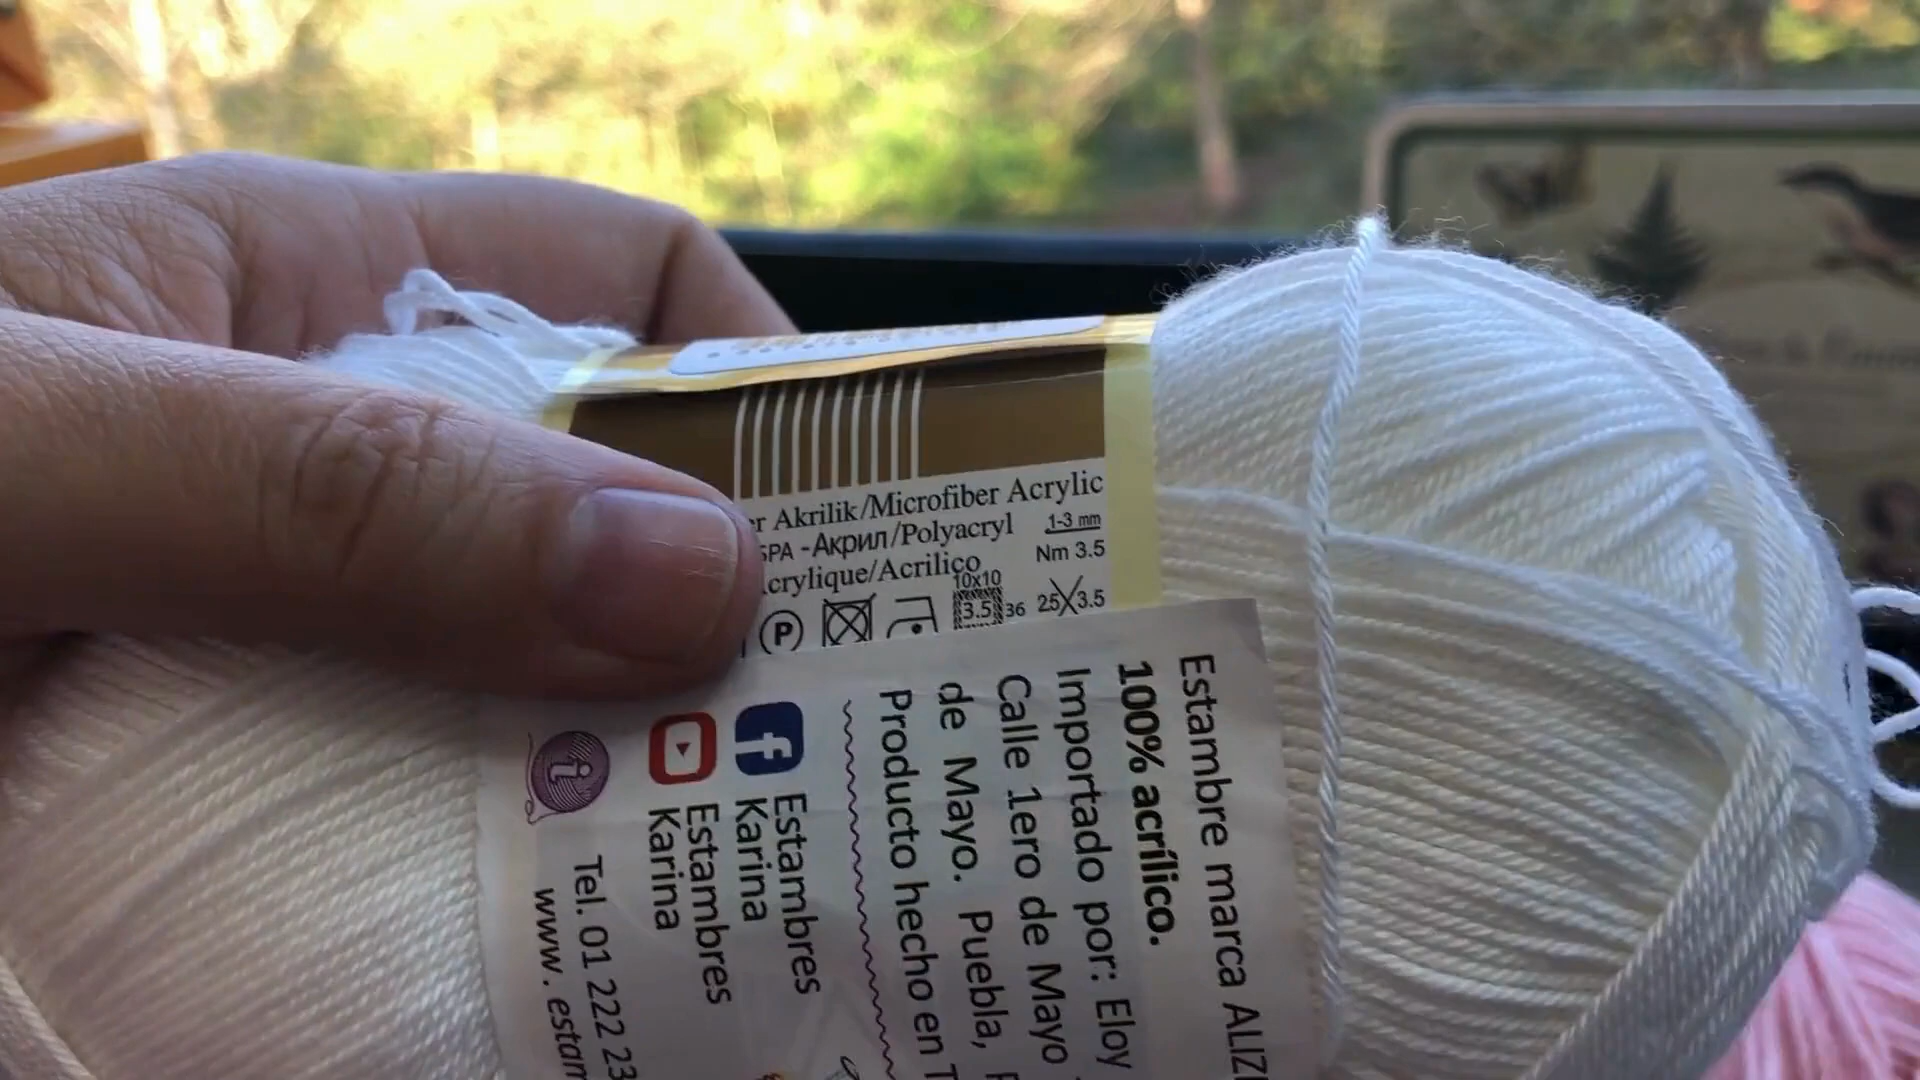 Akrilik/Microfiber Acrylic
SPA -Акрил/Polyacryl
Acrilico
1-3 mm
Nm 3.5
10x10
3.5 36
25 3.5
P
Estambre marca
100% acrílico.
Importado por: Eloy
Calle 1ero de Mayo
de Mayo. Puebla,
Producto hecho en
Estambres
Karina
Estambres
Karina
Tel. 01 222 23
www.